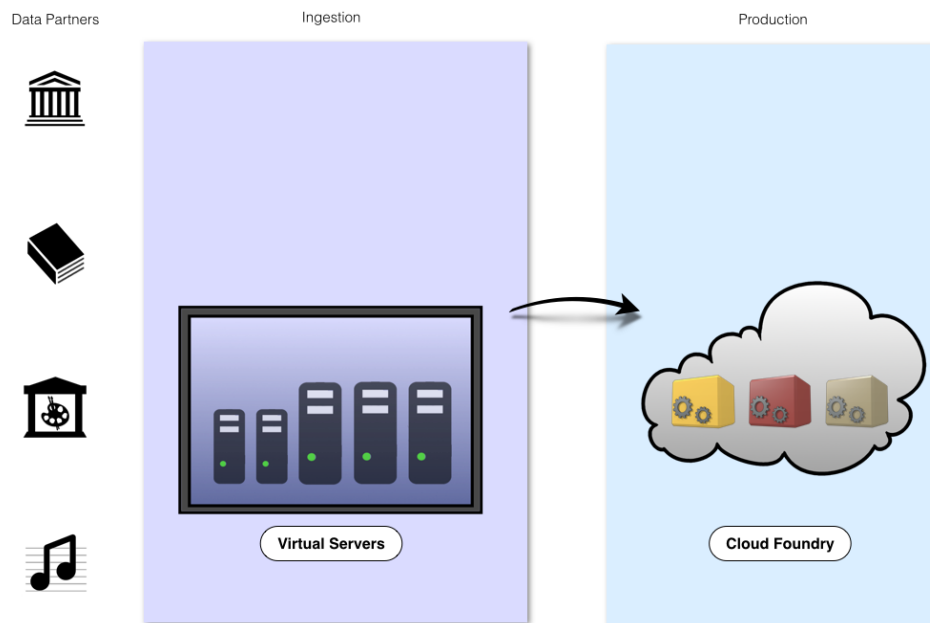 Data Partners
Ingestion
Production
Virtual Servers
Cloud Foundry